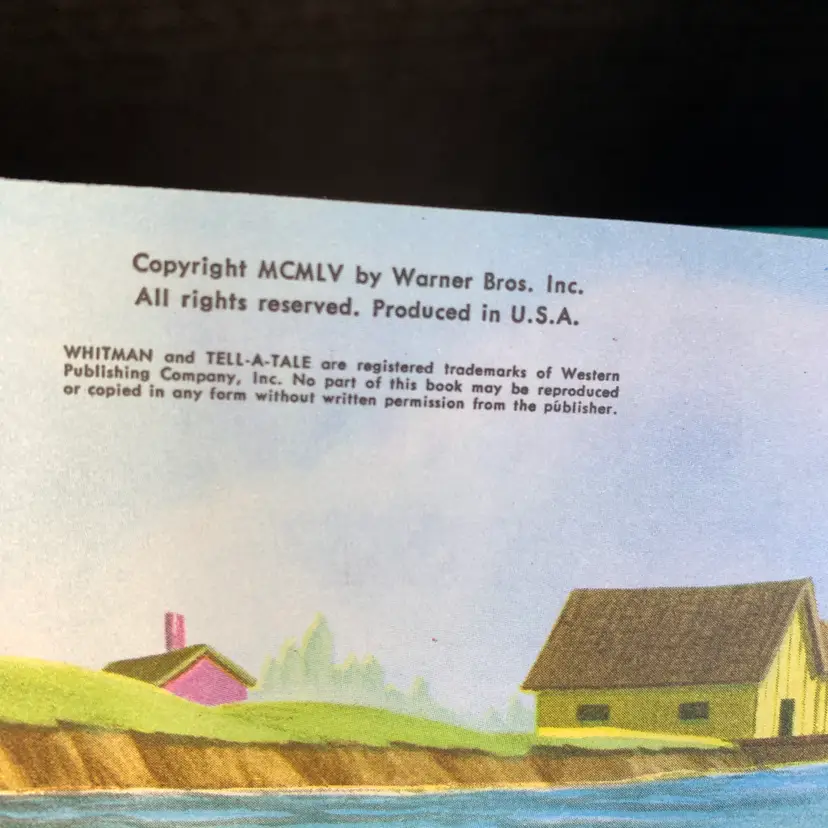 Copyright MCMLV by Warner Bros. Inc.
All rights reserved. Produced in U.S.A.
WHITMAN and TELL-A-TALE are registered trademarks of Western
Publishing Company, Inc. No part of this book may be reproduced
or copied in any form without written permission from the publisher.